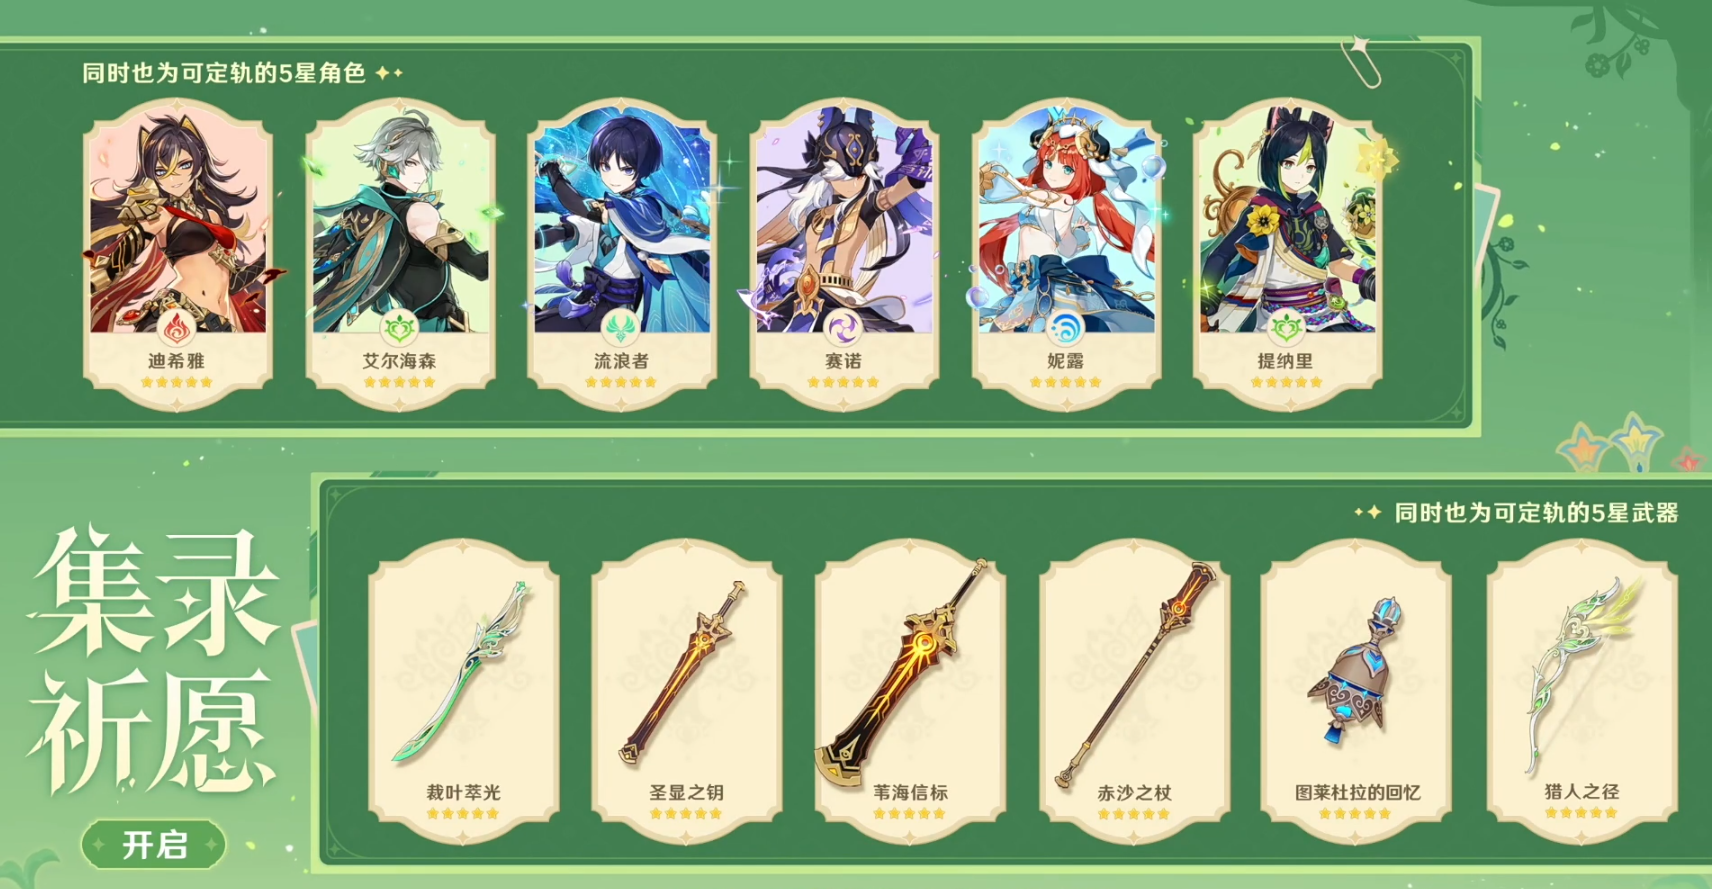 同时也为可定轨的5星角色
迪希雅
艾尔海森
流浪者
赛诺
妮露
提纳里
同时也为可定轨的5星武器
集录
祈愿
开启
裁叶萃光
圣显之钥
苇海信标
赤沙之杖
图莱杜拉的回忆
猎人之径